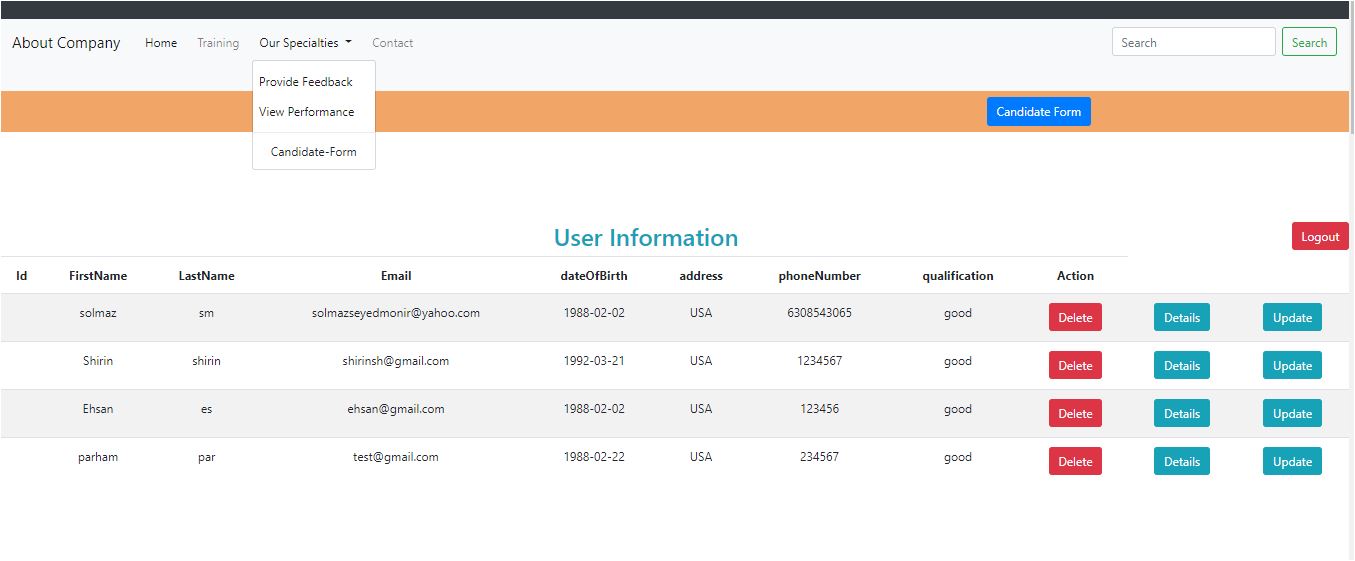 About Company Home Training Our Specialties Contact Search Search
Provide Feedback
View Performance Candidate Form
Candidate-Form
User Information Logout
Id FirstName LastName Email dateOfBirth address phoneNumber qualification Action
solmaz sm solmazseyedmonir@yahoo.com 1988-02-02 USA 6308543065 good Delete Details Update
Shirin shirin shirinsh@gmail.com 1992-03-21 USA 1234567 good Delete Details Update
Ehsan es ehsan@gmail.com 1988-02-02 USA 123456 good Delete Details Update
parham par test@gmail.com 1988-02-22 USA 234567 good Delete Details Update